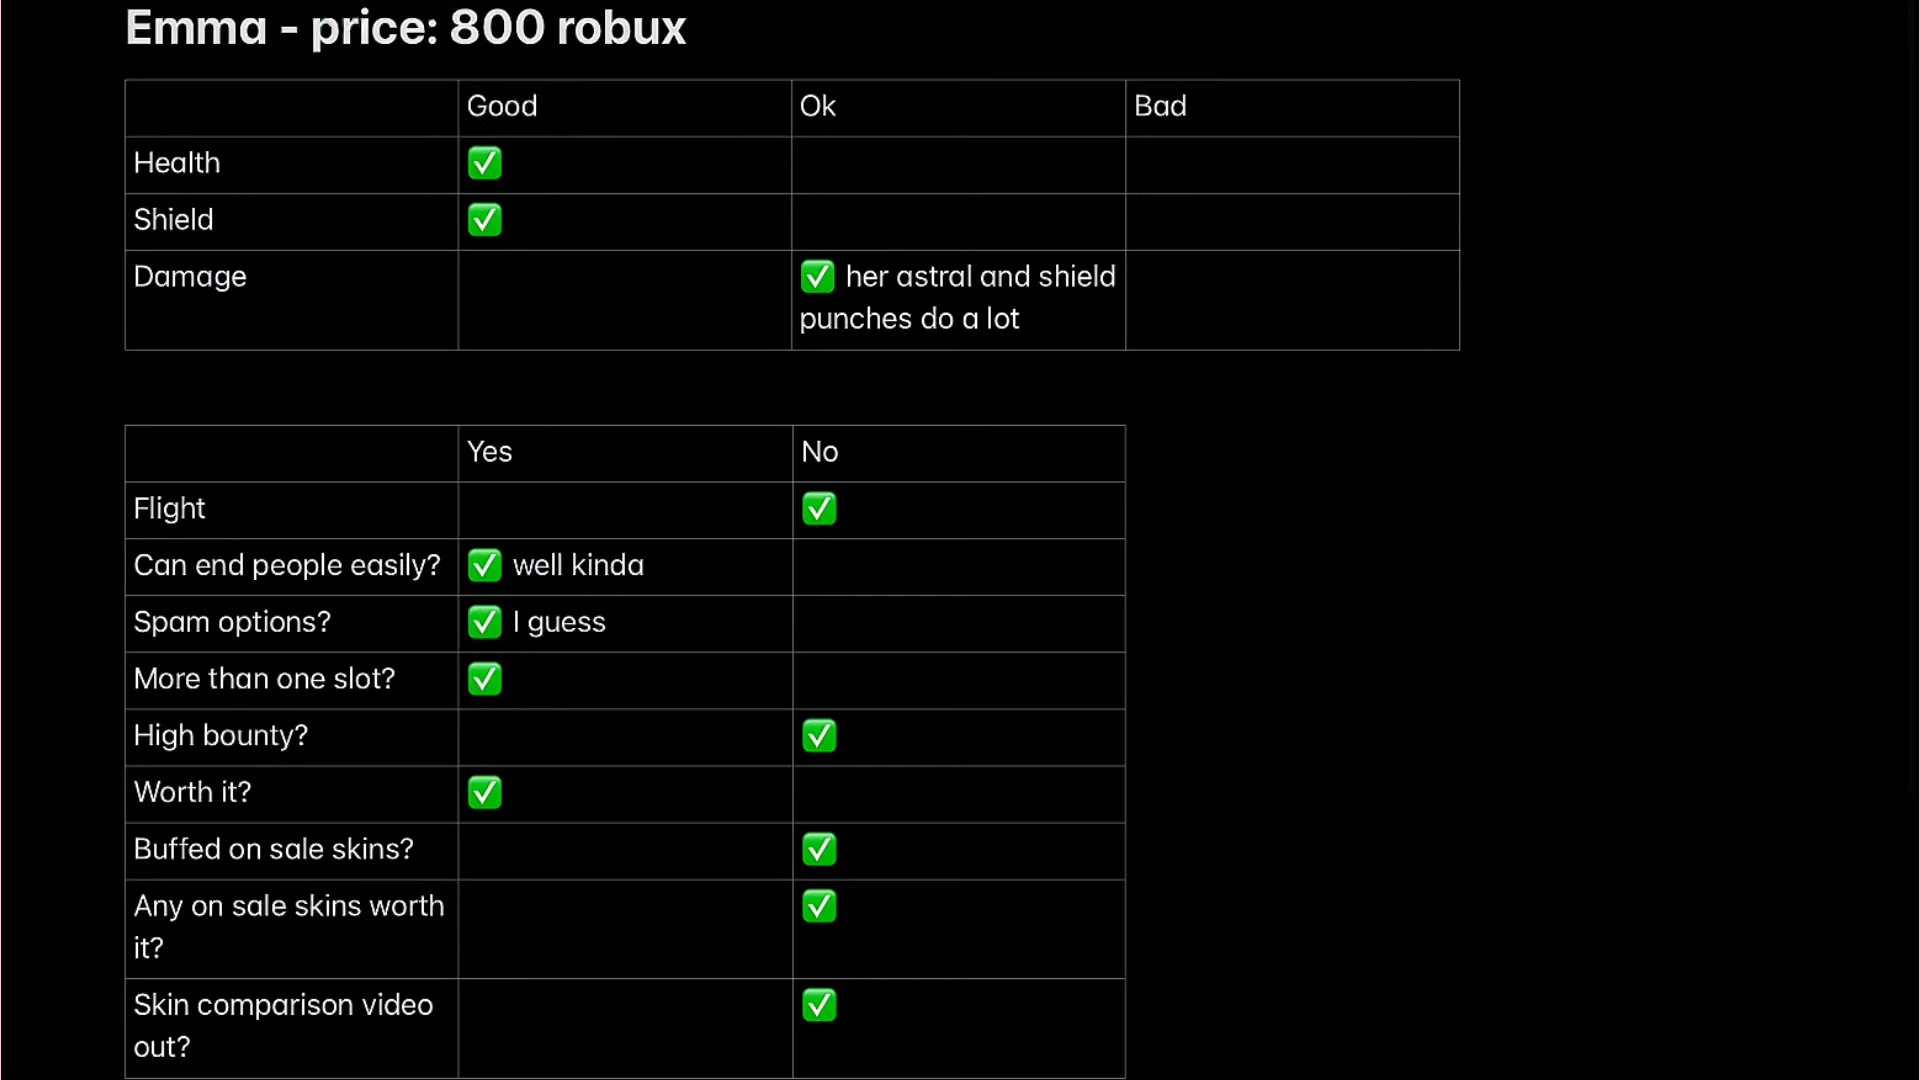 Emma - price: 800 robux
Good Ok Bad
Health ✅
Shield ✅
Damage ✅ her astral and shield
punches do a lot
Yes No
Flight ✅
Can end people easily? ✅ well kinda
Spam options? ✅ I guess
More than one slot? ✅
High bounty? ✅
Worth it? ✅
Buffed on sale skins? ✅
Any on sale skins worth ✅
it?
Skin comparison video ✅
out?